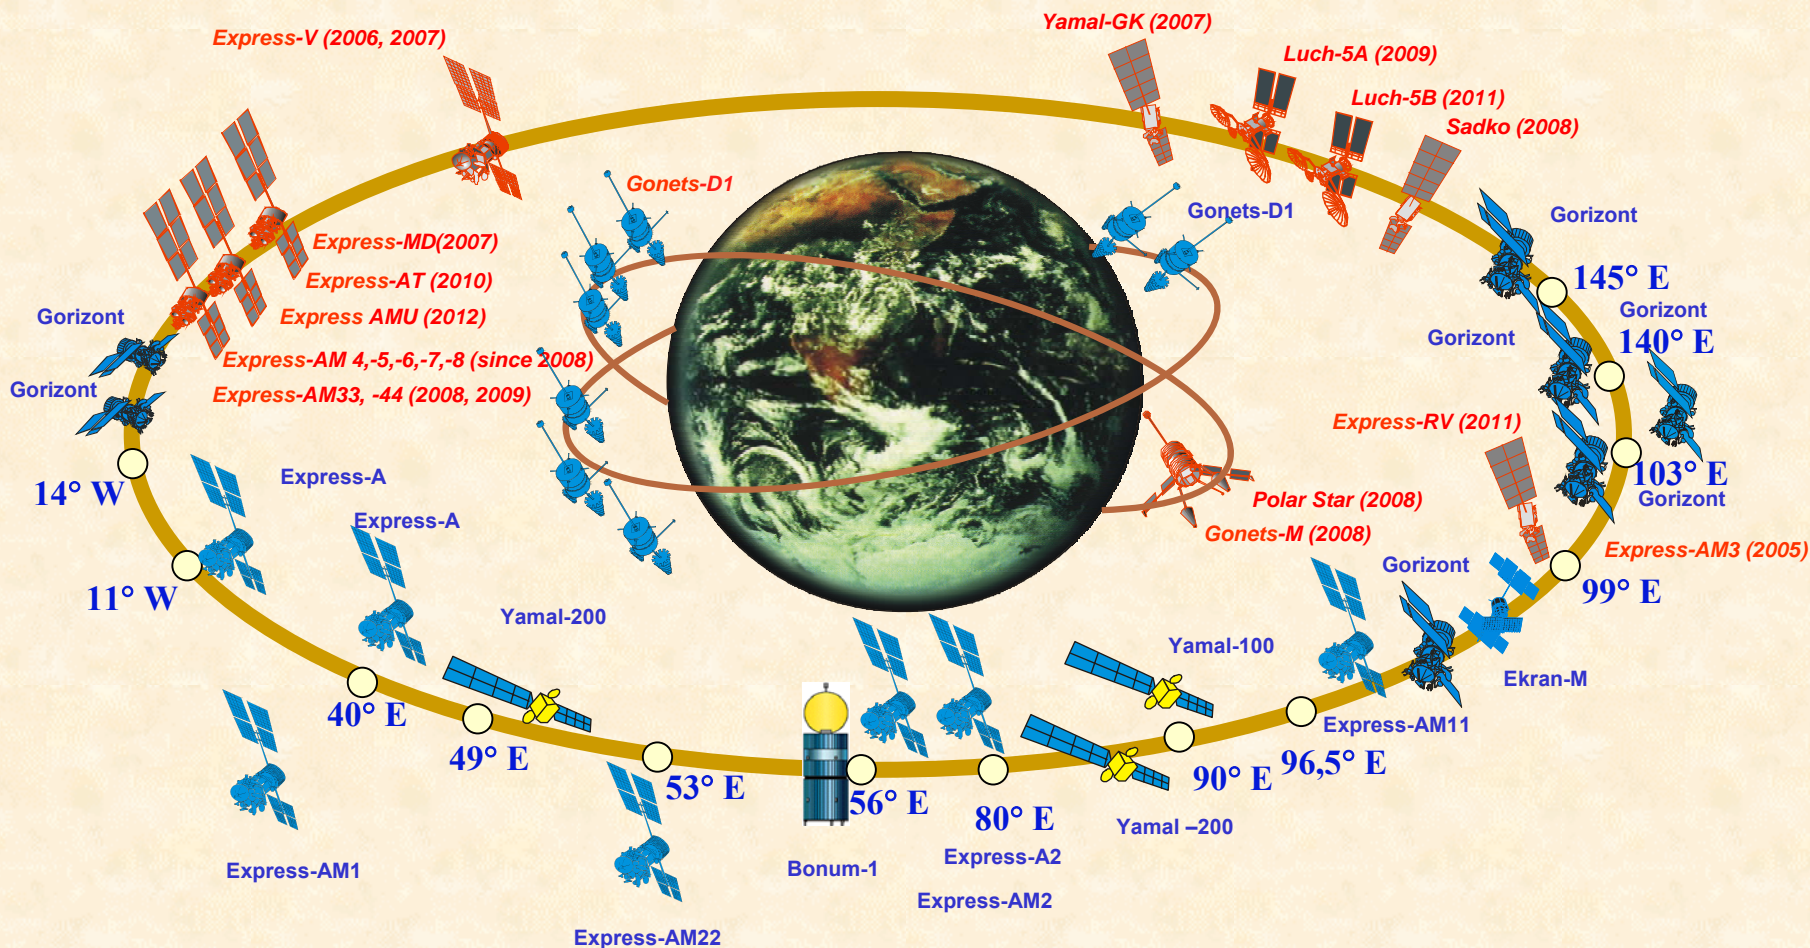 Yamal-GK (2007)
Express-V (2006, 2007)
Luch-5A (2009)
Luch-5B (2011)
Sadko (2008)
Gonets-D1
Gonets-D1
Gorizont
Express-MD(2007)
Express-AT (2010)
145° E
Gorizont
Gorizont
Express AMU (2012)
Gorizont
140° E
Express-AM 4,-5,-6,-7,-8 (since 2008)
Gorizont
Express-AM33, -44 (2008, 2009)
Express-RV (2011)
Express-A
103° E
14° W
Polar Star (2008)
Gorizont
Express-A
Gonets-M (2008)
Express-AM3 (2005)
Gorizont
99° E
11° W
Yamal-200
Yamal-100
Ekran-M
40° E
Express-AM11
49° E
96,5° E
90° E
53° E
56° E
80° E
Yamal –200
Express-A2
Express-AM1
Bonum-1
Express-AM2
Express-AM22